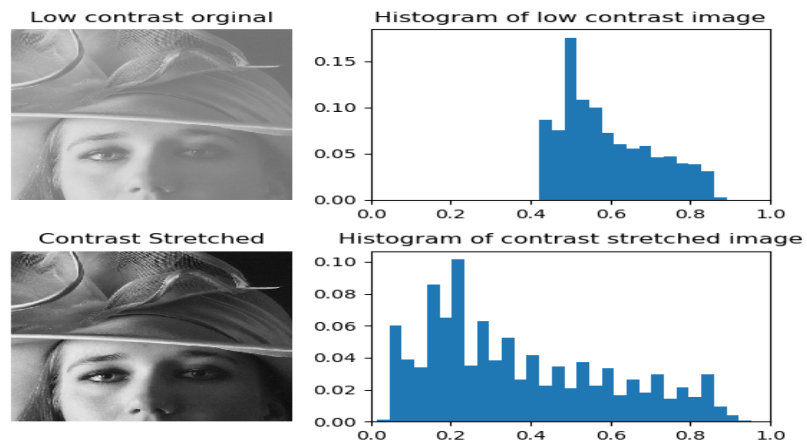 Low contrast orginal
Histogram of low contrast image
0.15
0.10
0.05
0.00
0.0 0.2 0.4 0.6 0.8 1.0
Contrast Stretched
Histogram of contrast stretched image
0.10
0.08
0.06
0.04
0.02
0.00
0.0 0.2 0.4 0.6 0.8 1.0